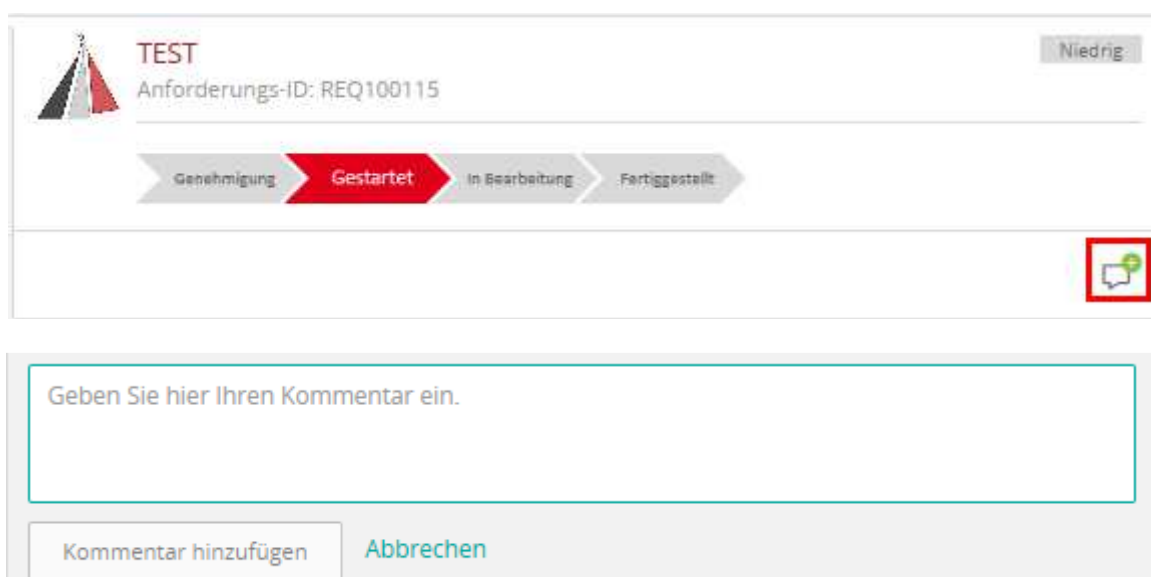 TEST
Niedrig
Anforderungs-ID: REQ100115
Genehmigung Gestartet In Bearbeitung Fertiggestellt
Geben Sie hier Ihren Kommentar ein.
Kommentar hinzufügen Abbrechen